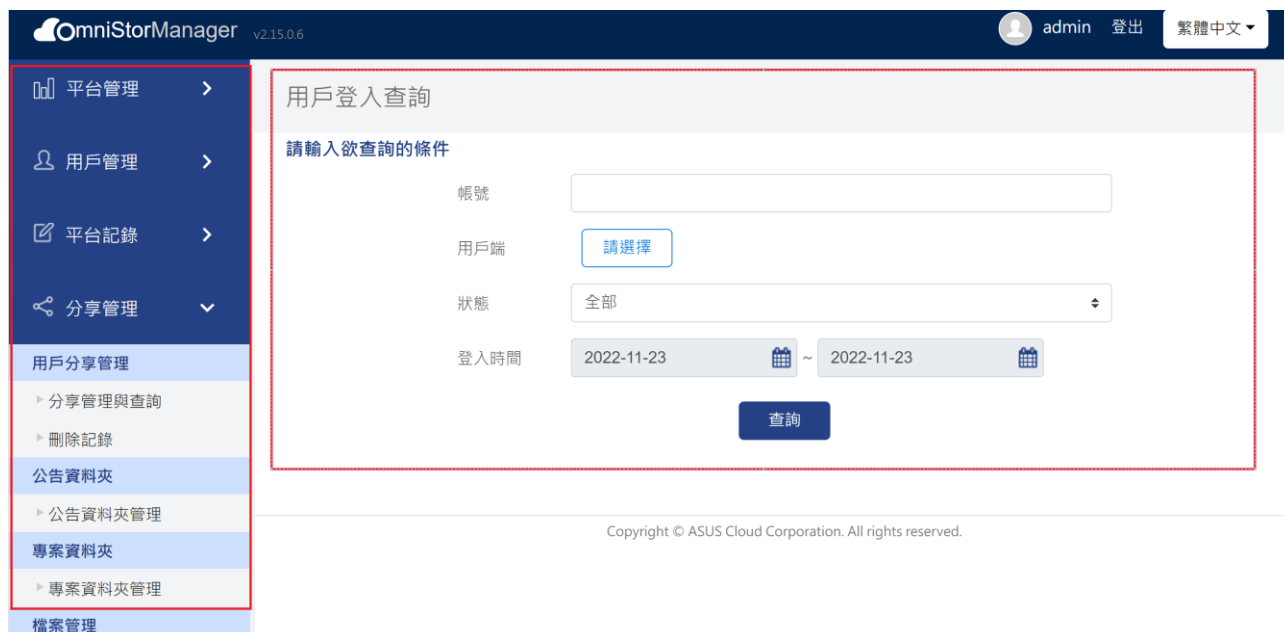 OmniStorManager v2.15.0.6 admin 登出 繁體中文
平台管理
用戶管理
平台記錄
分享管理
用戶分享管理
分享管理與查詢
刪除記錄
公告資料夾
公告資料夾管理
專案資料夾
專案資料夾管理
檔案管理
用戶登入查詢
請輸入欲查詢的條件
帳號
用戶端 請選擇
狀態 全部
登入時間 2022-11-23 ~ 2022-11-23
查詢
Copyright © ASUS Cloud Corporation. All rights reserved.